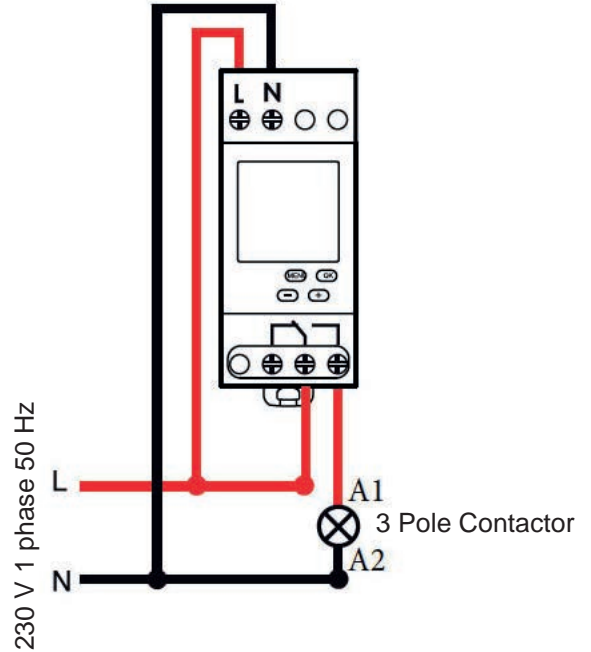 L N
MENU OK
- +
230 V 1 phase 50 Hz
L
A1
3 Pole Contactor
A2
N